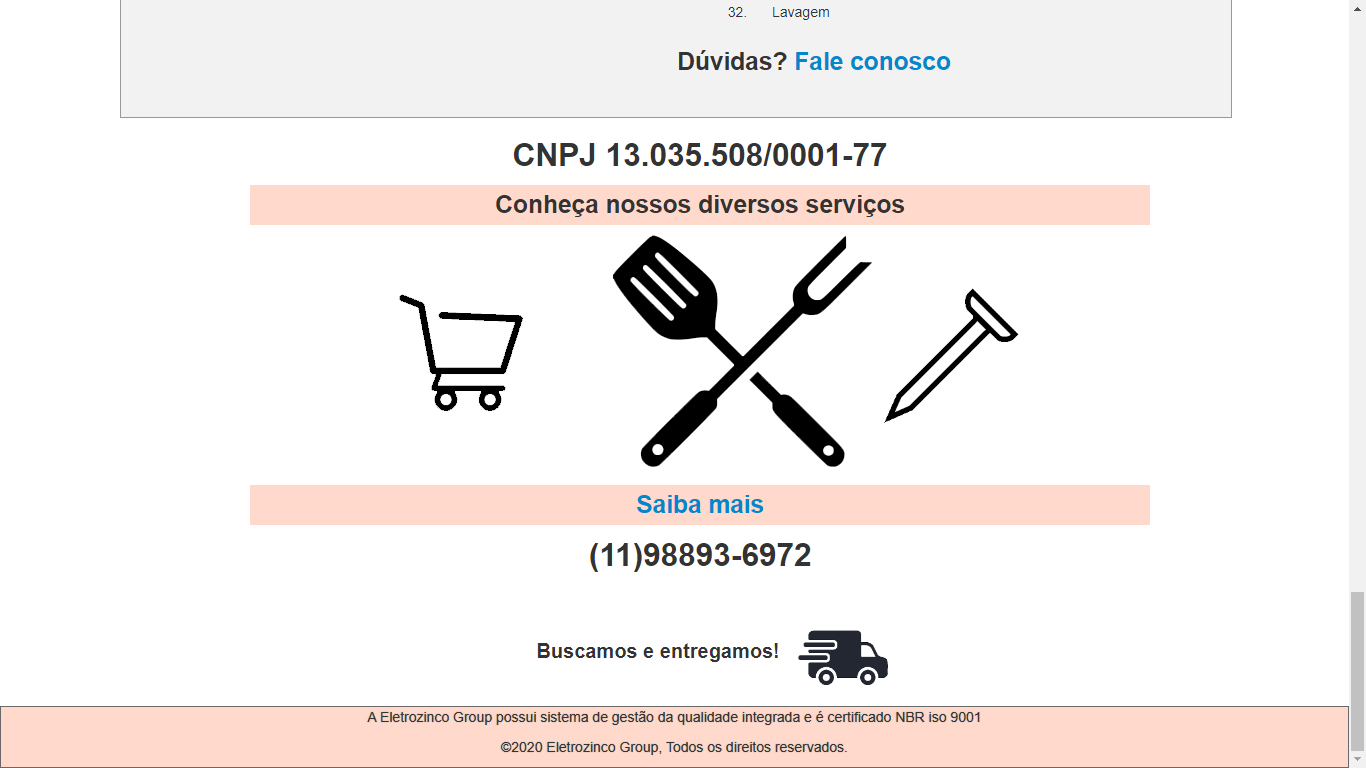 32. Lavagem
Dúvidas? Fale conosco
CNPJ 13.035.508/0001-77
Conheça nossos diversos serviços
Saiba mais
(11)98893-6972
Buscamos e entregamos!
A Eletrozinco Group possui sistema de gestão da qualidade integrada e é certificado NBR iso 9001
©2020 Eletrozinco Group, Todos os direitos reservados.